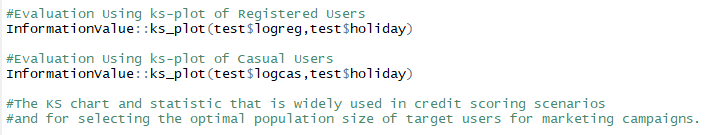 #Evaluation Using ks-plot of Registered Users
InformationValue::ks_plot(test$logreg,test$holiday)
#Evaluation Using ks-plot of Casual Users
InformationValue::ks_plot(test$logcas,test$holiday)
#The KS chart and statistic that is widely used in credit scoring scenarios
#and for selecting the optimal population size of target users for marketing campaigns.